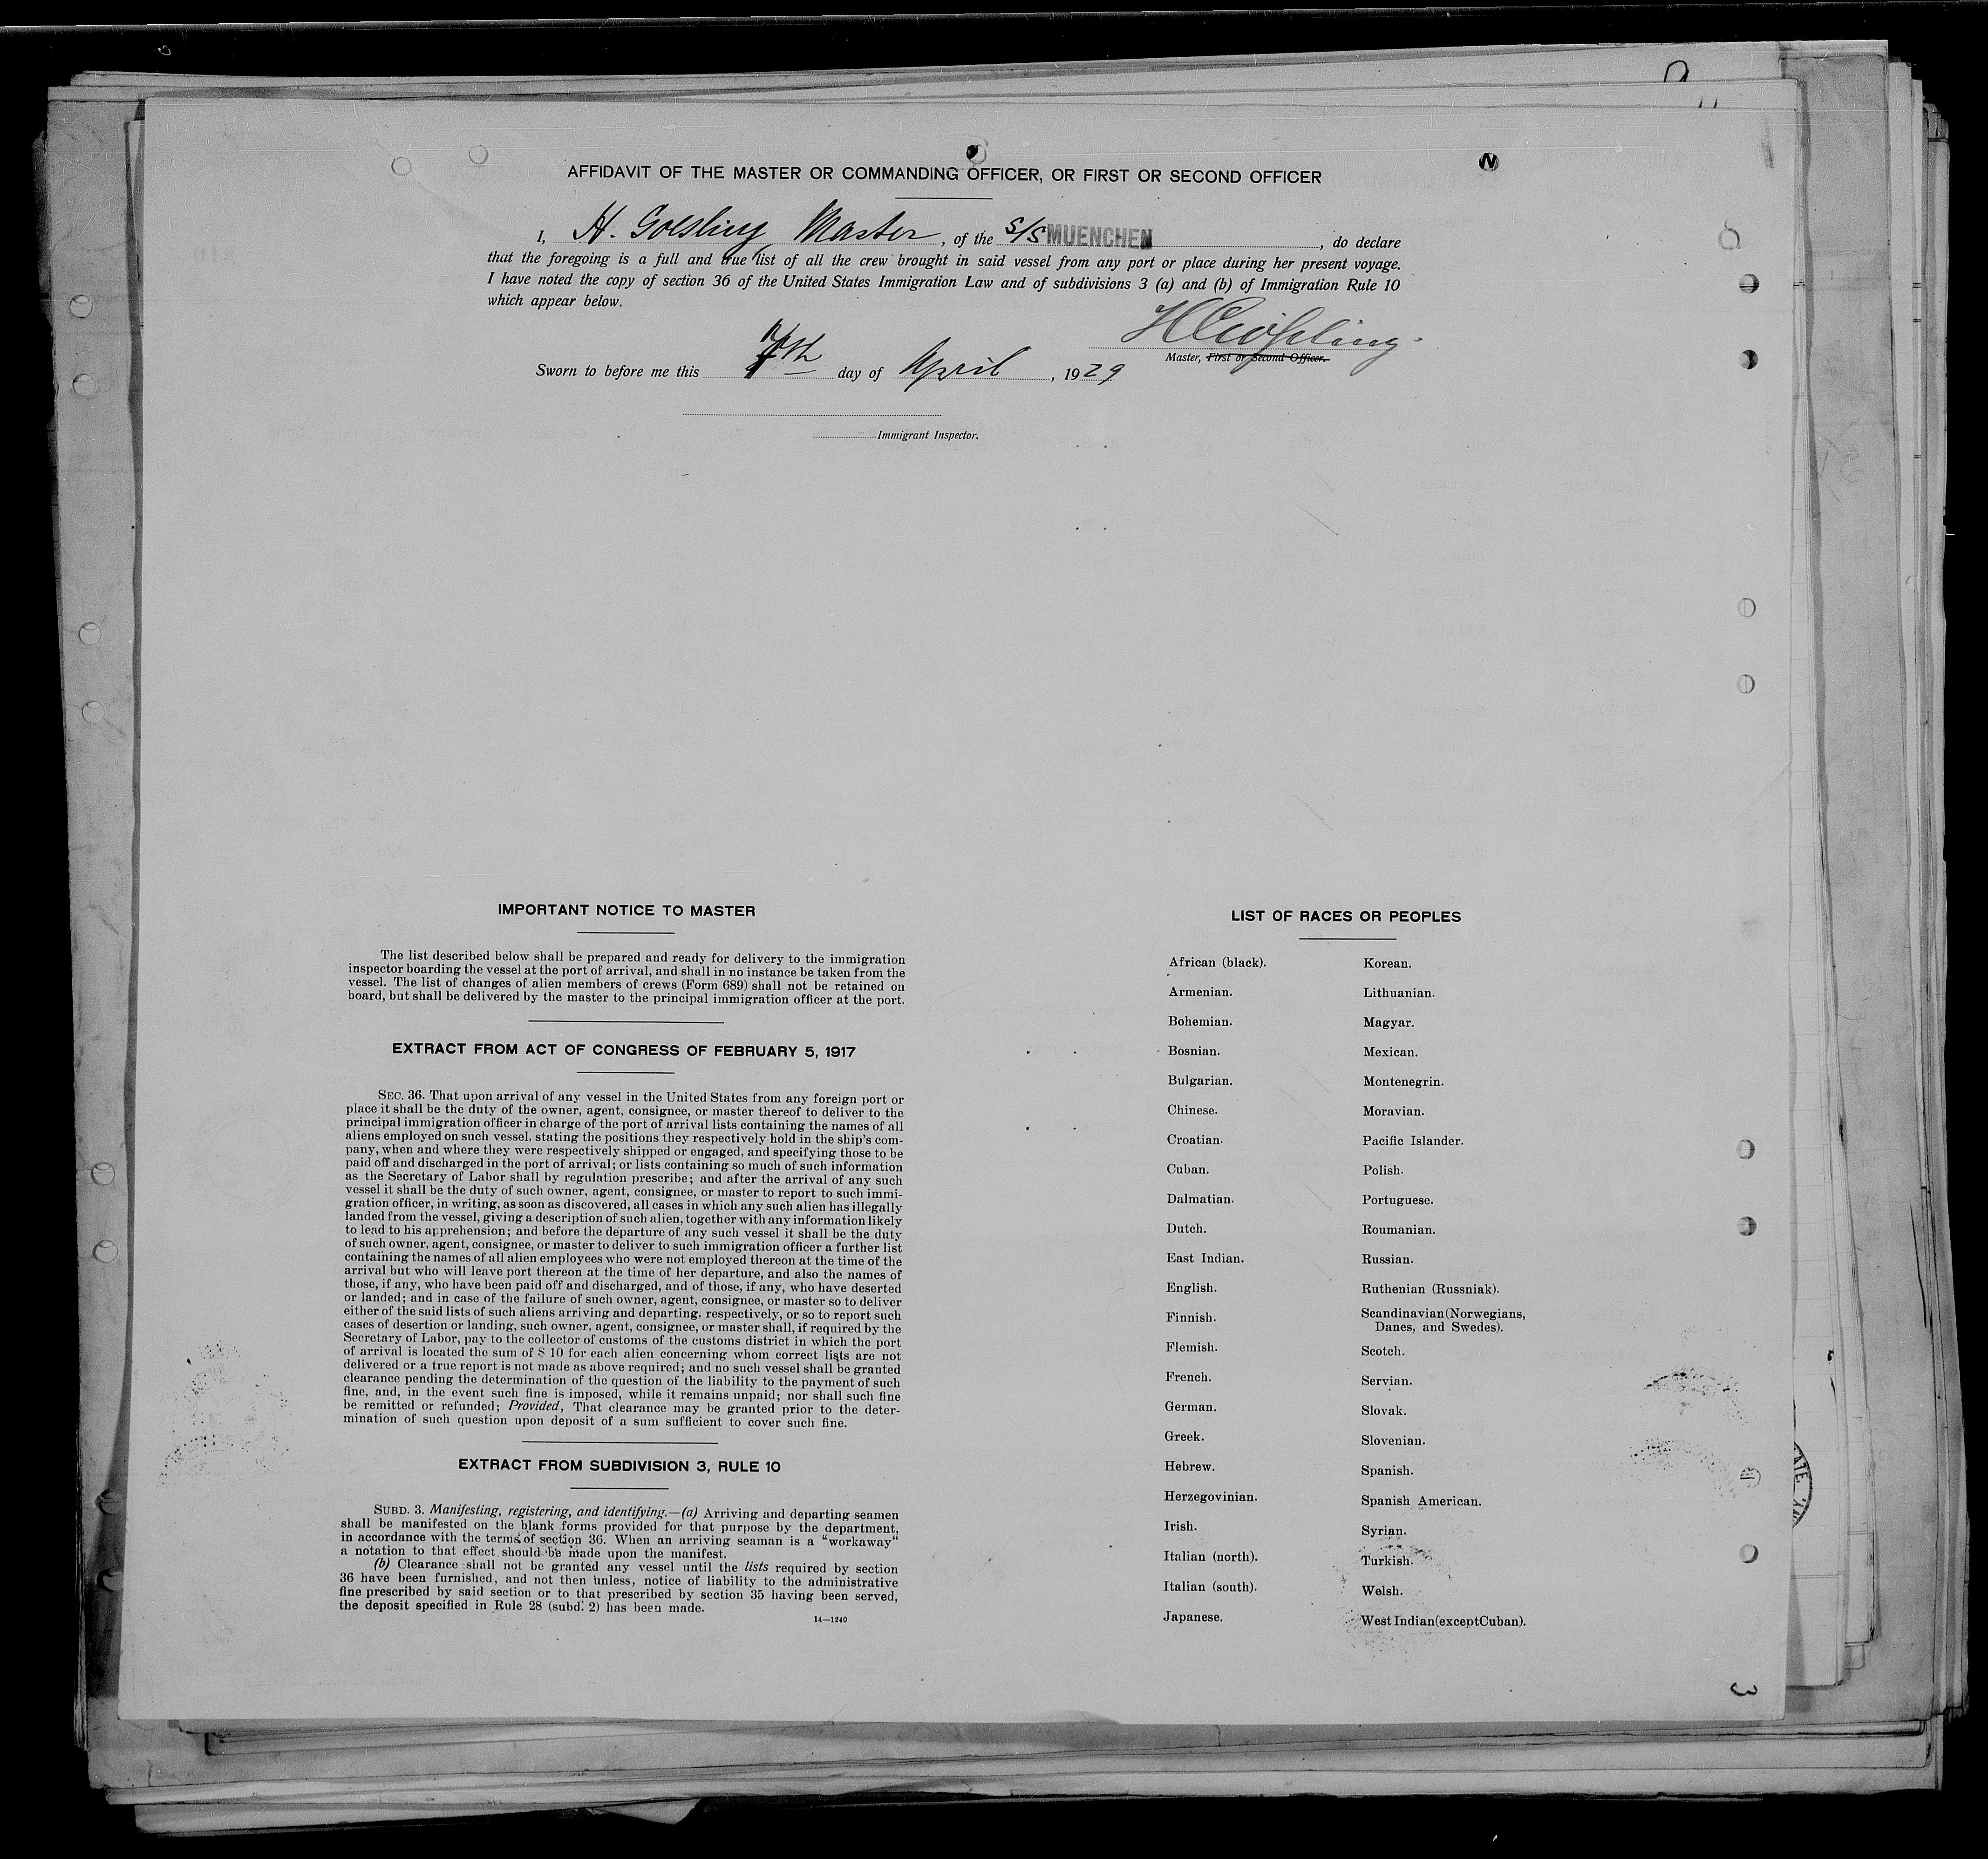 AFFIDAVIT OF THE MASTER OR COMMANDING OFFICER, OR FIRST OR SECOND OFFICER
I, H. Goesling, Master, of the S/S MUENCHEN, do declare
that the foregoing is a full and true list of all the crew brought in said vessel from any port or place during her present voyage.
I have noted the copy of section 36 of the United States Immigration Law and of subdivisions 3 (a) and (b) of Immigration Rule 10
which appear below.
Master, First or Second Officer.
Sworn to before me this 7th day of April, 1929
Immigrant Inspector.
IMPORTANT NOTICE TO MASTER
The list described below shall be prepared and ready for delivery to the immigration
inspector boarding the vessel at the port of arrival, and shall in no instance be taken from the
vessel. The list of changes of alien members of crews (Form 689) shall not be retained on
board, but shall be delivered by the master to the principal immigration officer at the port.
EXTRACT FROM ACT OF CONGRESS OF FEBRUARY 5, 1917
SEC. 36. That upon arrival of any vessel in the United States from any foreign port or
place it shall be the duty of the owner, agent, consignee, or master thereof to deliver to the
principal immigration officer in charge of the port of arrival lists containing the names of all
aliens employed on such vessel, stating the positions they respectively hold in the ship's com-
pany, when and where they were respectively shipped or engaged, and specifying those to be
paid off and discharged in the port of arrival; or lists containing so much of such information
as the Secretary of Labor shall by regulation prescribe; and after the arrival of any such
vessel it shall be the duty of such owner, agent, consignee, or master to report to such immi-
gration officer, in writing, as soon as discovered, all cases in which any such alien has illegally
landed from the vessel, giving a description of such alien, together with any information likely
to lead to his apprehension; and before the departure of any such vessel it shall be the duty
of such owner, agent, consignee, or master to deliver to such immigration officer a further list
containing the names of all alien employees who were not employed thereon at the time of the
arrival but who will leave port thereon at the time of her departure, and also the names of
those, if any, who have been paid off and discharged, and of those, if any, who have deserted
or landed; and in case of the failure of such owner, agent, consignee, or master so to deliver
either of the said lists of such aliens arriving and departing, respectively, or so to report such
cases of desertion or landing, such owner, agent, consignee, or master shall, if required by the
Secretary of Labor, pay to the collector of customs of the customs district in which the port
of arrival is located the sum of $ 10 for each alien concerning whom correct lists are not
delivered or a true report is not made as above required; and no such vessel shall be granted
clearance pending the determination of the question of the liability to the payment of such
fine, and, in the event such fine is imposed, while it remains unpaid; nor shall such fine
be remitted or refunded; Provided, That clearance may be granted prior to the deter-
mination of such question upon deposit of a sum sufficient to cover such fine.
EXTRACT FROM SUBDIVISION 3, RULE 10
SUBD. 3. Manifesting, registering, and identifying.—(a) Arriving and departing seamen
shall be manifested on the blank forms provided for that purpose by the department,
in accordance with the terms of section 36. When an arriving seaman is a "workaway"
a notation to that effect should be made upon the manifest.
(b) Clearance shall not be granted any vessel until the lists required by section
36 have been furnished, and not then unless, notice of liability to the administrative
fine prescribed by said section or to that prescribed by section 35 having been served,
the deposit specified in Rule 28 (subd. 2) has been made.
14—1240
LIST OF RACES OR PEOPLES
African (black).
Armenian.
Bohemian.
Bosnian.
Bulgarian.
Chinese.
Croatian.
Cuban.
Dalmatian.
Dutch.
East Indian.
English.
Finnish.
Flemish.
French.
German.
Greek.
Hebrew.
Herzegovinian.
Irish.
Italian (north).
Italian (south).
Japanese.
Korean.
Lithuanian.
Magyar.
Mexican.
Montenegrin.
Moravian.
Pacific Islander.
Polish.
Portuguese.
Roumanian.
Russian.
Ruthenian (Russniak).
Scandinavian (Norwegians,
Danes, and Swedes).
Scotch.
Servian.
Slovak.
Slovenian.
Spanish.
Spanish American.
Syrian.
Turkish.
Welsh.
West Indian (except Cuban).
3